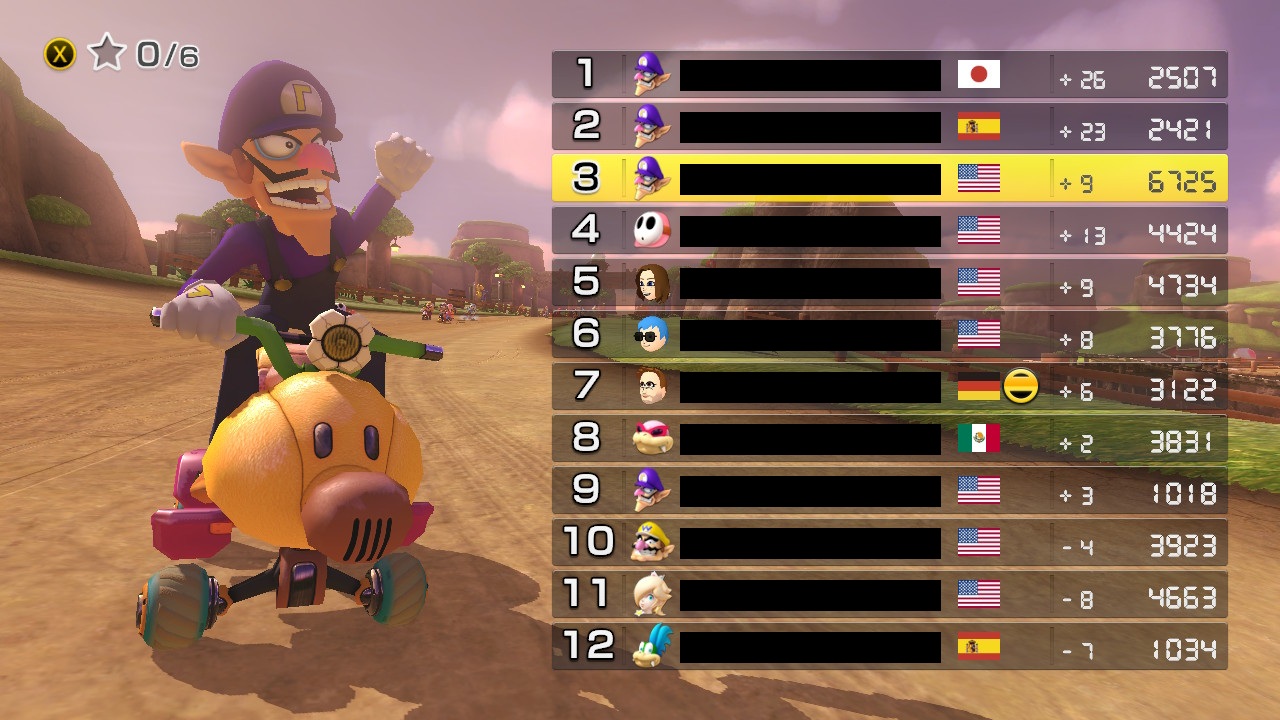 X 0/6
1 + 26 2507
2 + 23 2421
3 + 9 6725
4 + 13 4424
5 + 9 4734
6 + 8 3776
7 + 6 3122
8 + 2 3831
9 + 3 1018
10 - 4 3923
11 - 8 4663
12 - 7 1034